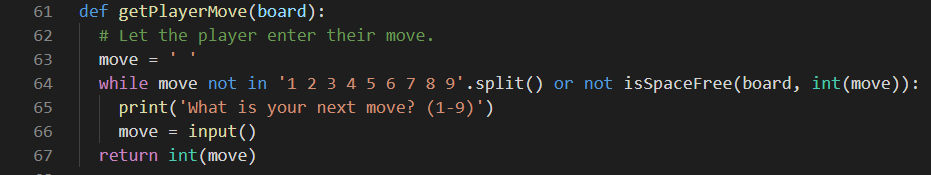 61 def getPlayerMove(board):
62 # Let the player enter their move.
63 move = ' '
64 while move not in '1 2 3 4 5 6 7 8 9'.split() or not isSpaceFree(board, int(move)):
65 print('What is your next move? (1-9)')
66 move = input()
67 return int(move)